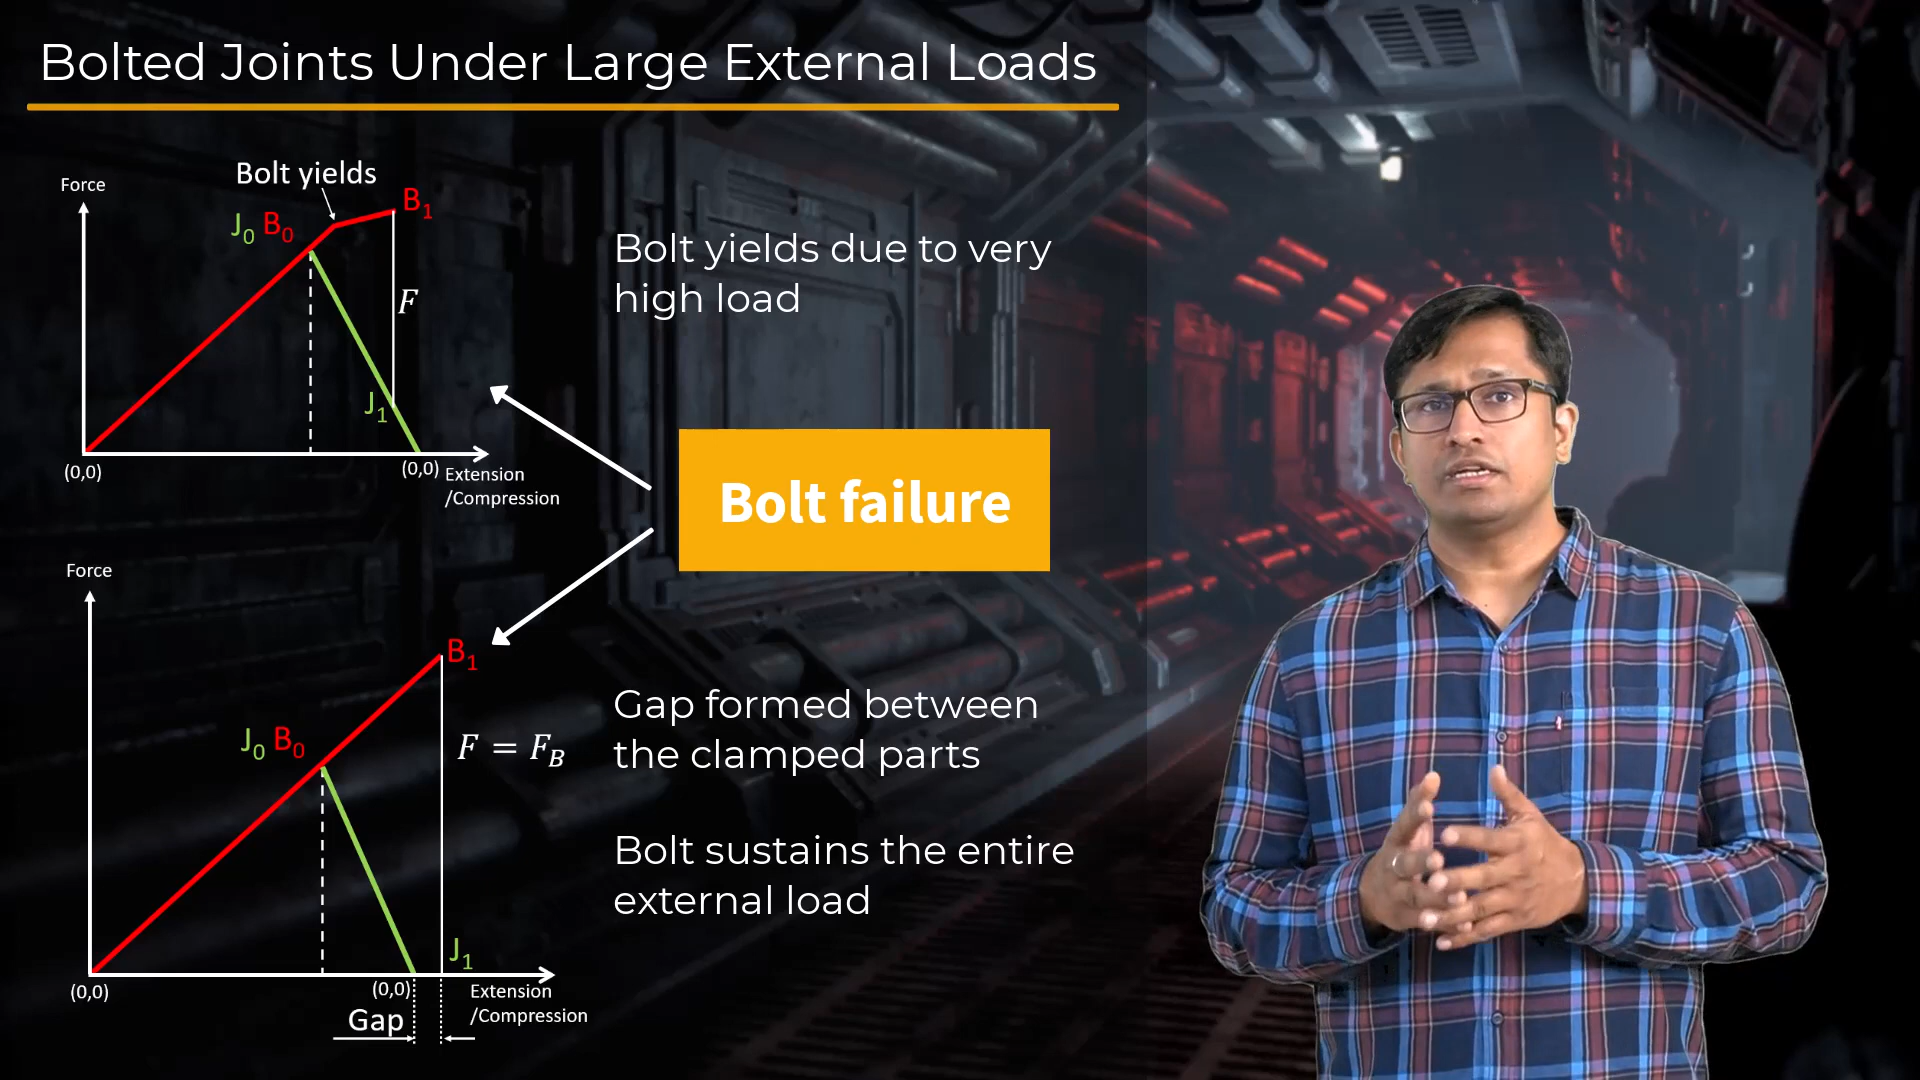 Bolted Joints Under Large External Loads
Force
Bolt yields
J0 B0
B1
F
J1
(0,0)
(0,0)
Extension
/Compression
Bolt yields due to very
high load
Bolt failure
Force
B1
J0 B0
F = FB
J1
(0,0)
(0,0)
Extension
/Compression
Gap
Gap formed between
the clamped parts
Bolt sustains the entire
external load